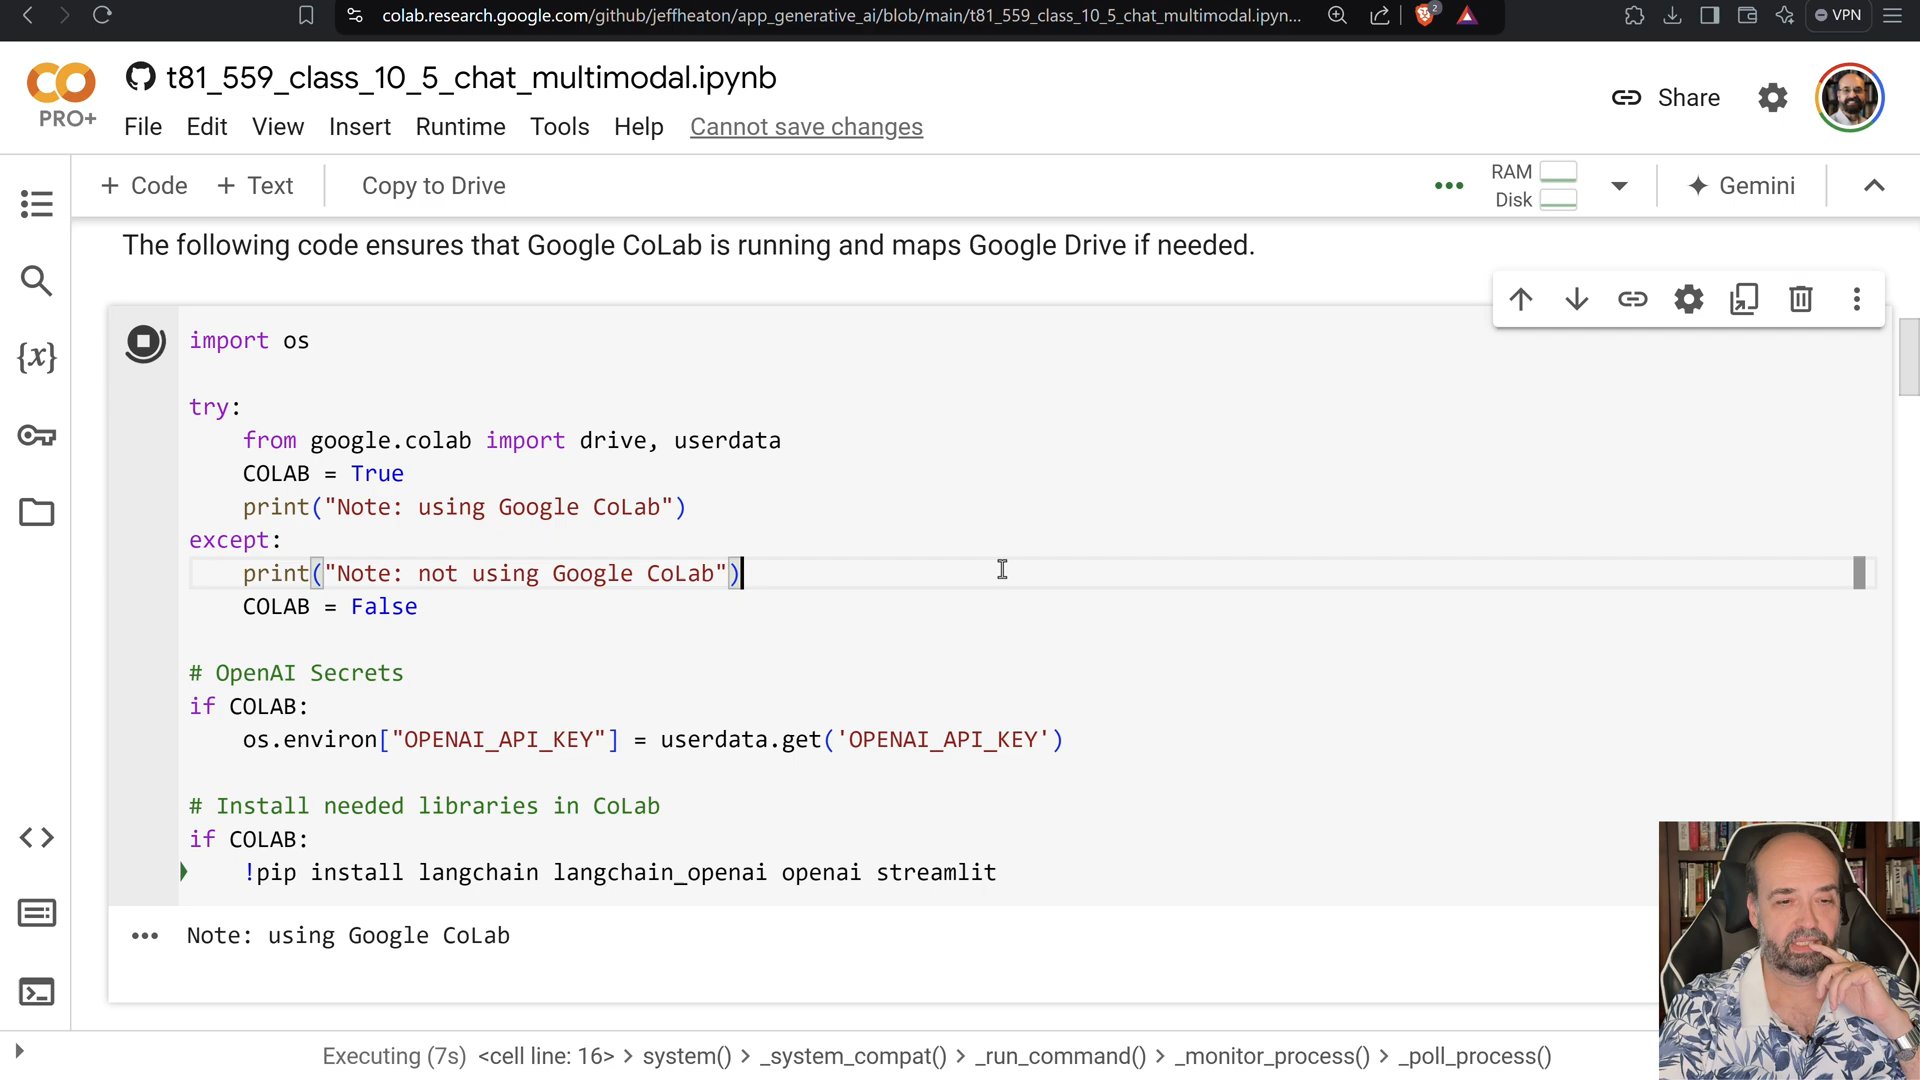 colab.research.google.com/github/jeffheaton/app_generative_ai/blob/main/t81_559_class_10_5_chat_multimodal.ipyn...
2
VPN
CO
PRO+
t81_559_class_10_5_chat_multimodal.ipynb
Share
File Edit View Insert Runtime Tools Help Cannot save changes
+ Code + Text Copy to Drive
RAM
Disk
Gemini
The following code ensures that Google CoLab is running and maps Google Drive if needed.
{x}
import os
try:
from google.colab import drive, userdata
COLAB = True
print("Note: using Google CoLab")
except:
print("Note: not using Google CoLab")
COLAB = False
# OpenAI Secrets
if COLAB:
os.environ["OPENAI_API_KEY"] = userdata.get('OPENAI_API_KEY')
# Install needed libraries in CoLab
if COLAB:
!pip install langchain langchain_openai openai streamlit
Note: using Google CoLab
Executing (7s) <cell line: 16> > system() > _system_compat() > _run_command() > _monitor_process() > _poll_process()